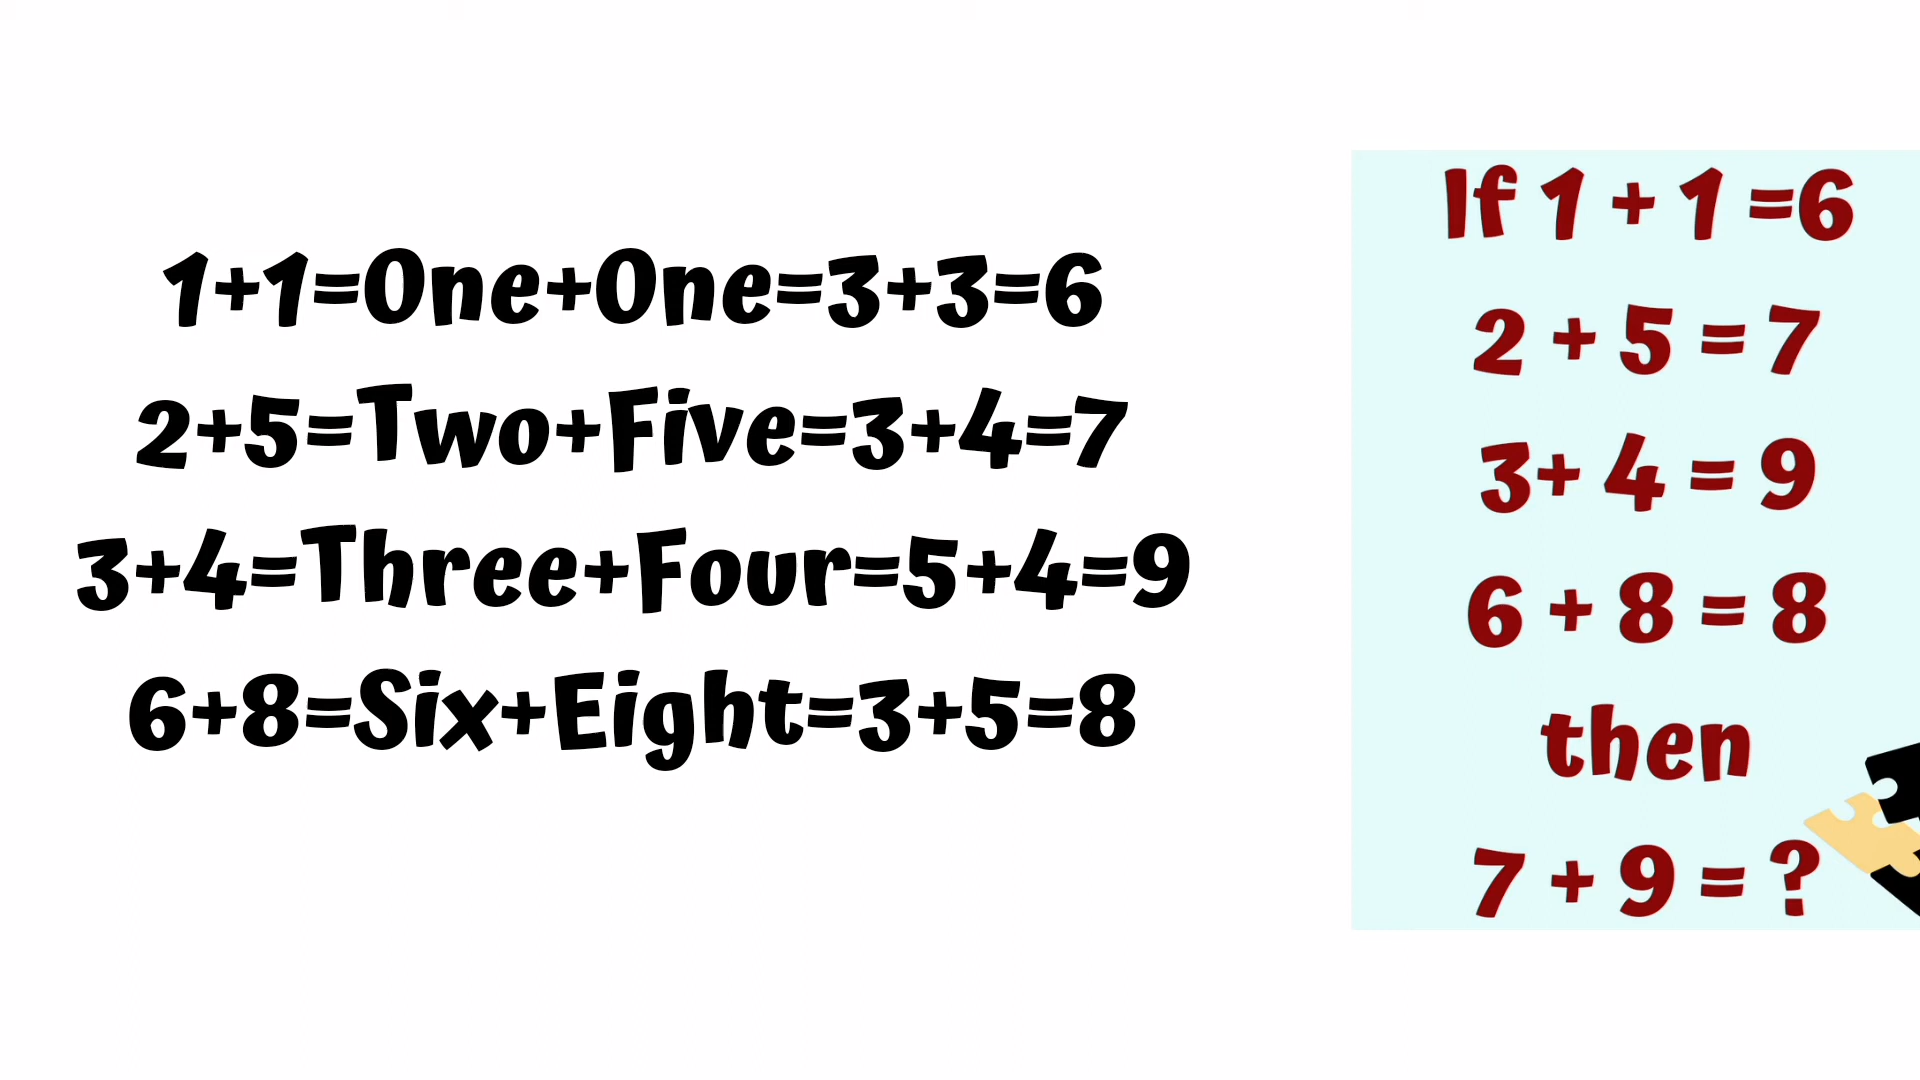 1+1=One+One=3+3=6
2+5=Two+Five=3+4=7
3+4=Three+Four=5+4=9
6+8=Six+Eight=3+5=8
If 1 + 1 =6
2 + 5 = 7
3+ 4 = 9
6 + 8 = 8
then
7 + 9 = ?